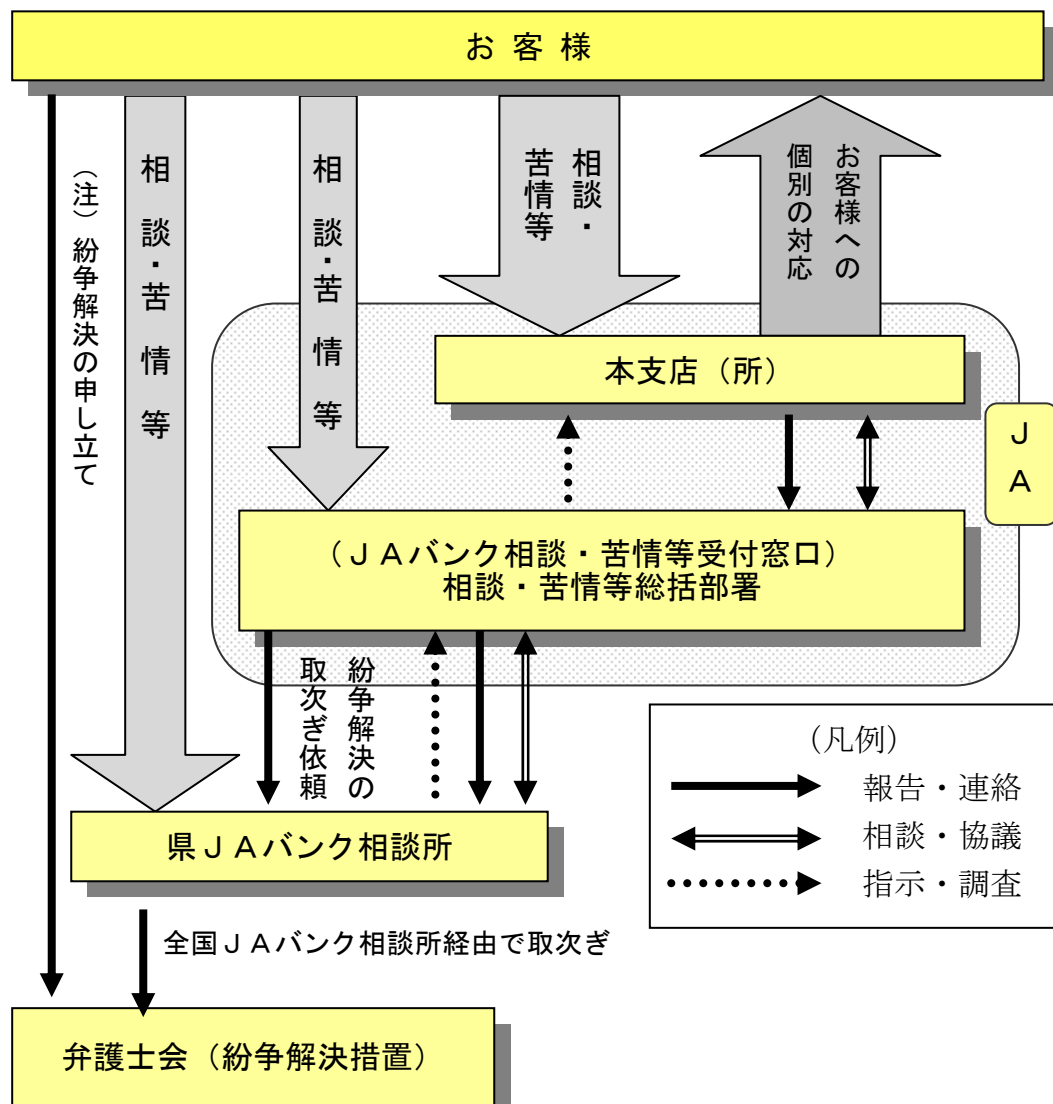 お 客 様
（注）紛争解決の申し立て
相 談・苦 情 等
相 談・苦 情 等
相談・
苦情等
お客様への
個別の対応
本支店（所）
ＪＡ
（ＪＡバンク相談・苦情等受付窓口）
相談・苦情等総括部署
紛争解決の
取次ぎ依頼
（凡例）
報告・連絡
相談・協議
指示・調査
県ＪＡバンク相談所
全国ＪＡバンク相談所経由で取次ぎ
弁護士会（紛争解決措置）